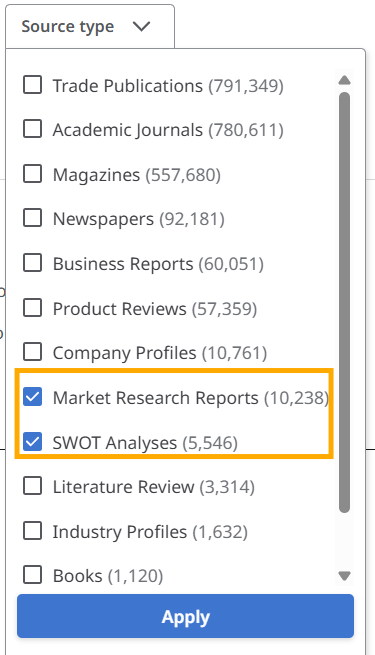 Source type
Trade Publications (791,349)
Academic Journals (780,611)
Magazines (557,680)
Newspapers (92,181)
Business Reports (60,051)
Product Reviews (57,359)
Company Profiles (10,761)
Market Research Reports (10,238)
SWOT Analyses (5,546)
Literature Review (3,314)
Industry Profiles (1,632)
Books (1,120)
Apply